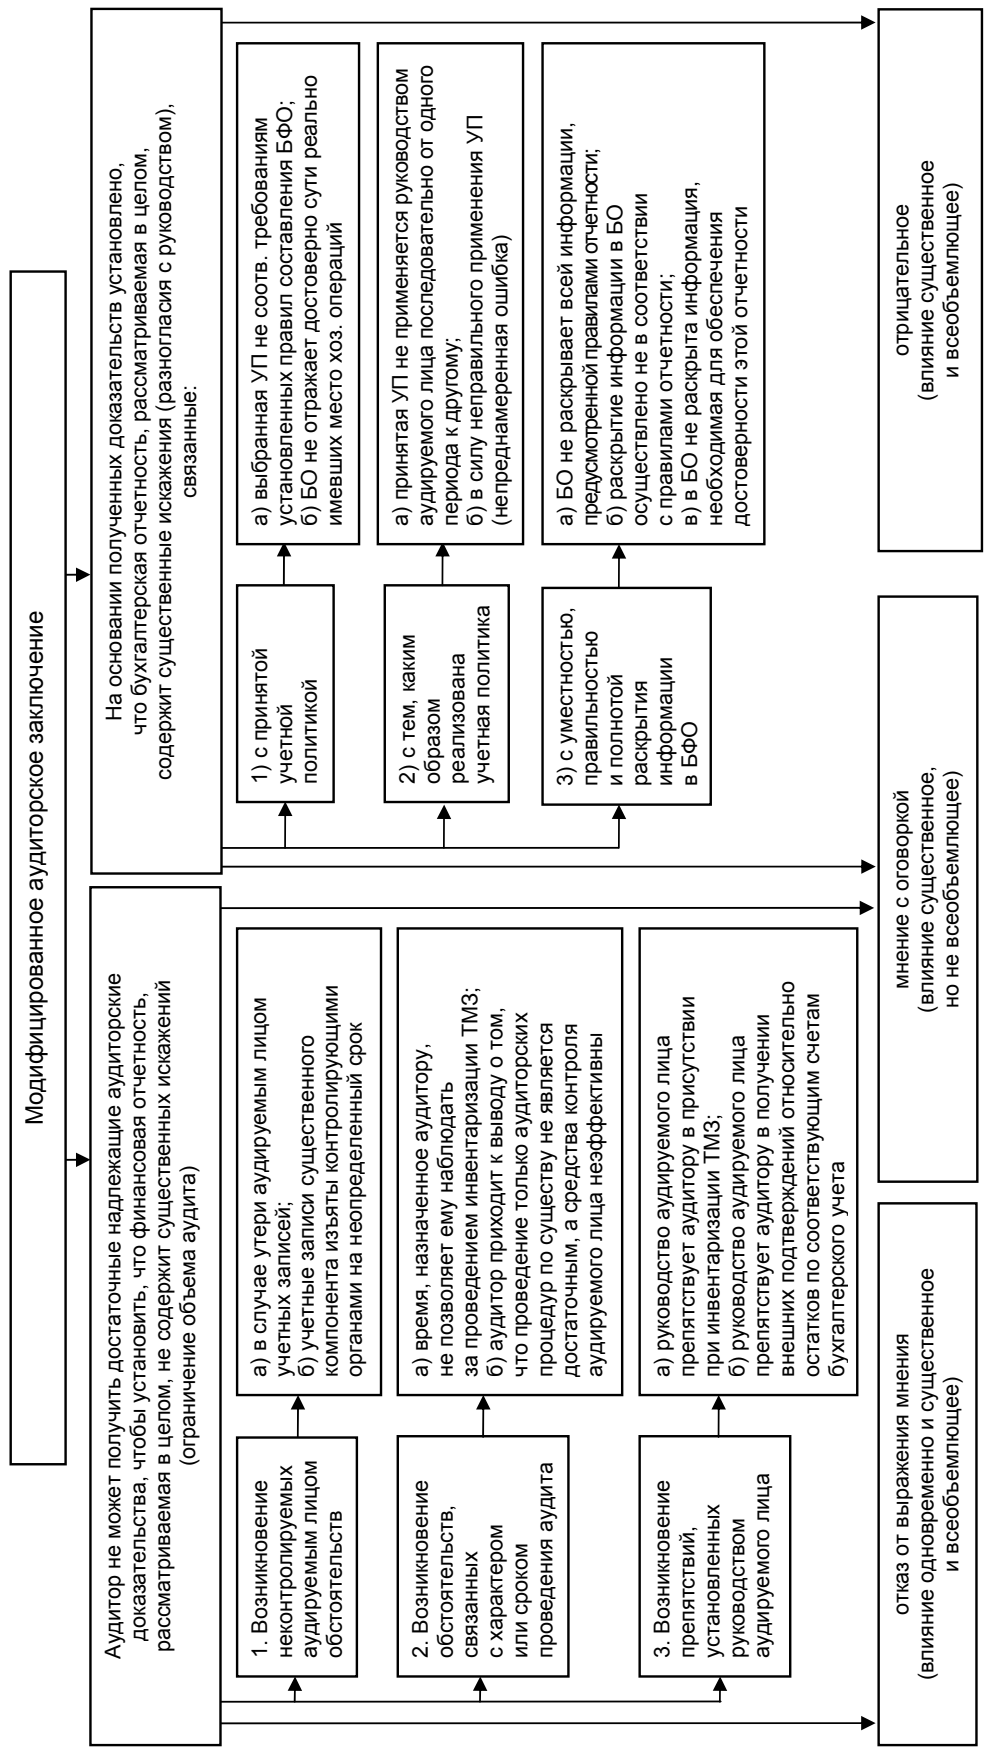 Модифицированное аудиторское заключение
Аудитор не может получить достаточные надлежащие аудиторские
доказательства, чтобы установить, что финансовая отчетность,
рассматриваемая в целом, не содержит существенных искажений
(ограничение объема аудита)
На основании полученных доказательств установлено,
что бухгалтерская отчетность, рассматриваемая в целом,
содержит существенные искажения (разногласия с руководством),
связанные:
1. Возникновение
неконтролируемых
аудируемым лицом
обстоятельств
а) в случае утери аудируемым лицом
учетных записей;
б) учетные записи существенного
компонента изъяты контролирующими
органами на неопределенный срок
1) с принятой
учетной
политикой
а) выбранная УП не соотв. требованиям
установленных правил составления БФО;
б) БО не отражает достоверно сути реально
имевших место хоз. операций
2. Возникновение
обстоятельств,
связанных
с характером
или сроком
проведения аудита
а) время, назначенное аудитору,
не позволяет ему наблюдать
за проведением инвентаризации ТМЗ;
б) аудитор приходит к выводу о том,
что проведение только аудиторских
процедур по существу не является
достаточным, а средства контроля
аудируемого лица неэффективны
2) с тем, каким
образом
реализована
учетная политика
а) принятая УП не применяется руководством
аудируемого лица последовательно от одного
периода к другому;
б) в силу неправильного применения УП
(непреднамеренная ошибка)
3. Возникновение
препятствий,
установленных
руководством
аудируемого лица
а) руководство аудируемого лица
препятствует аудитору в присутствии
при инвентаризации ТМЗ;
б) руководство аудируемого лица
препятствует аудитору в получении
внешних подтверждений относительно
остатков по соответствующим счетам
бухгалтерского учета
3) с уместностью,
правильностью
и полнотой
раскрытия
информации
в БФО
а) БО не раскрывает всей информации,
предусмотренной правилами отчетности;
б) раскрытие информации в БО
осуществлено не в соответствии
с правилами отчетности;
в) в БО не раскрыта информация,
необходимая для обеспечения
достоверности этой отчетности
отказ от выражения мнения
(влияние одновременно и существенное
и всеобъемлющее)
мнение с оговоркой
(влияние существенное,
но не всеобъемлющее)
отрицательное
(влияние существенное
и всеобъемлющее)